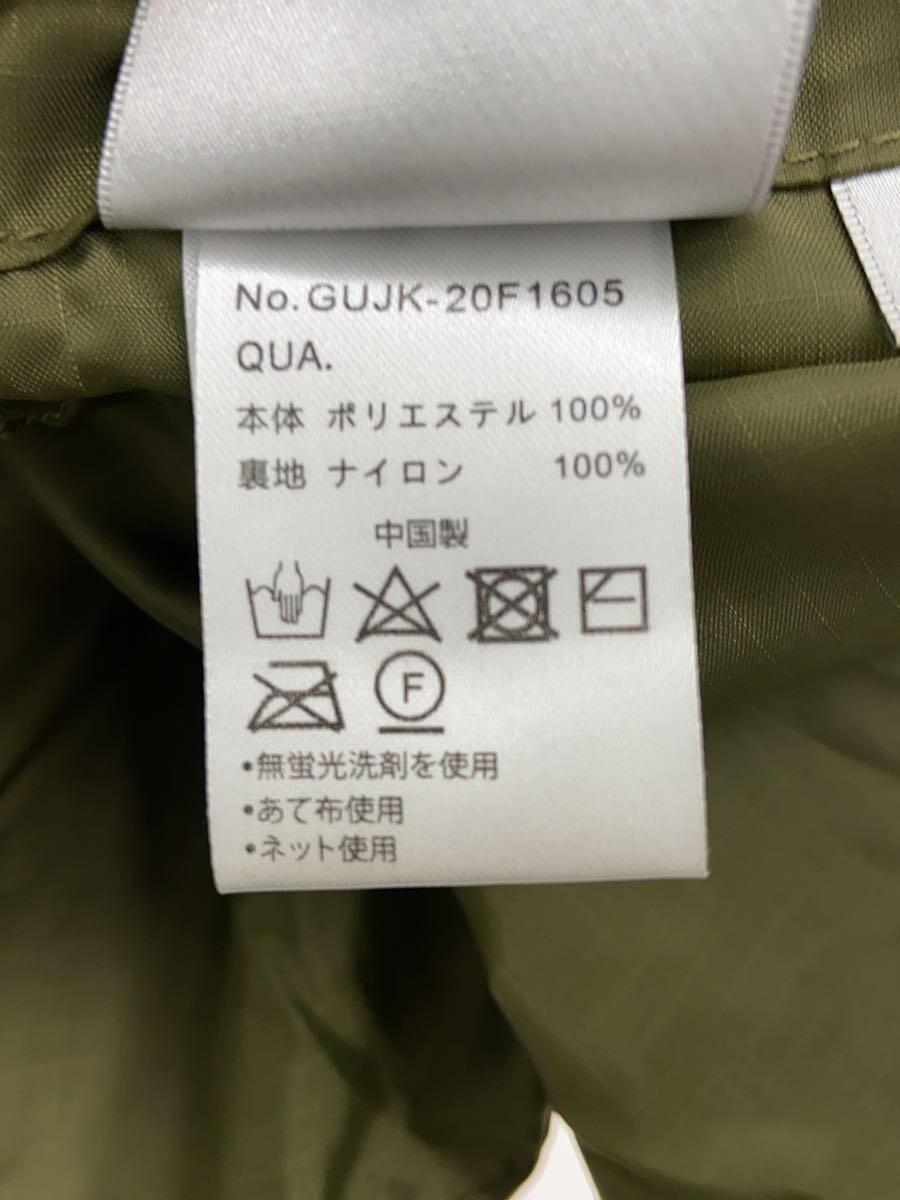 No.GUJK-20F1605
QUA.
本体 ポリエステル 100%
裏地 ナイロン 100%
中国製
F
•無蛍光洗剤を使用
•あて布使用
•ネット使用